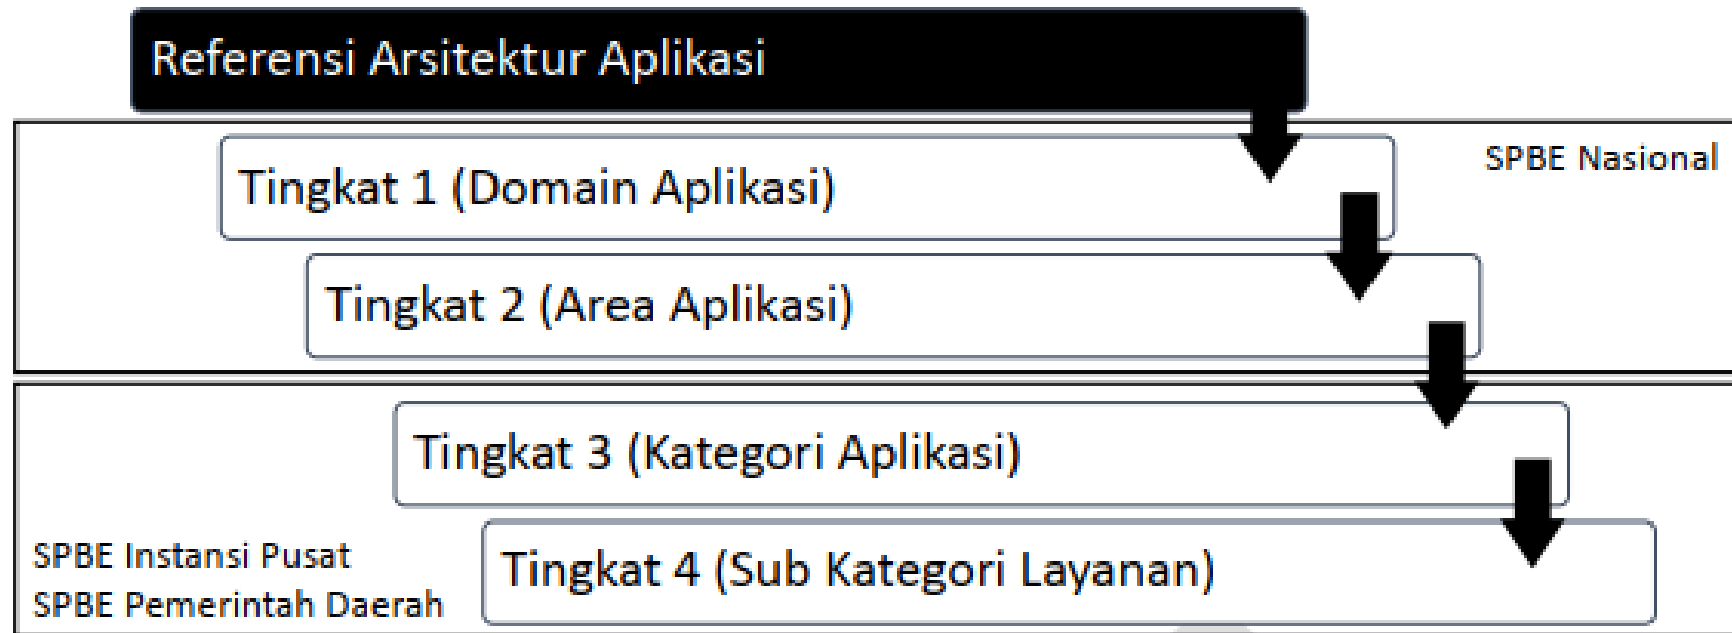 Referensi Arsitektur Aplikasi
SPBE Nasional
Tingkat 1 (Domain Aplikasi)
Tingkat 2 (Area Aplikasi)
Tingkat 3 (Kategori Aplikasi)
Tingkat 4 (Sub Kategori Layanan)
SPBE Instansi Pusat
SPBE Pemerintah Daerah